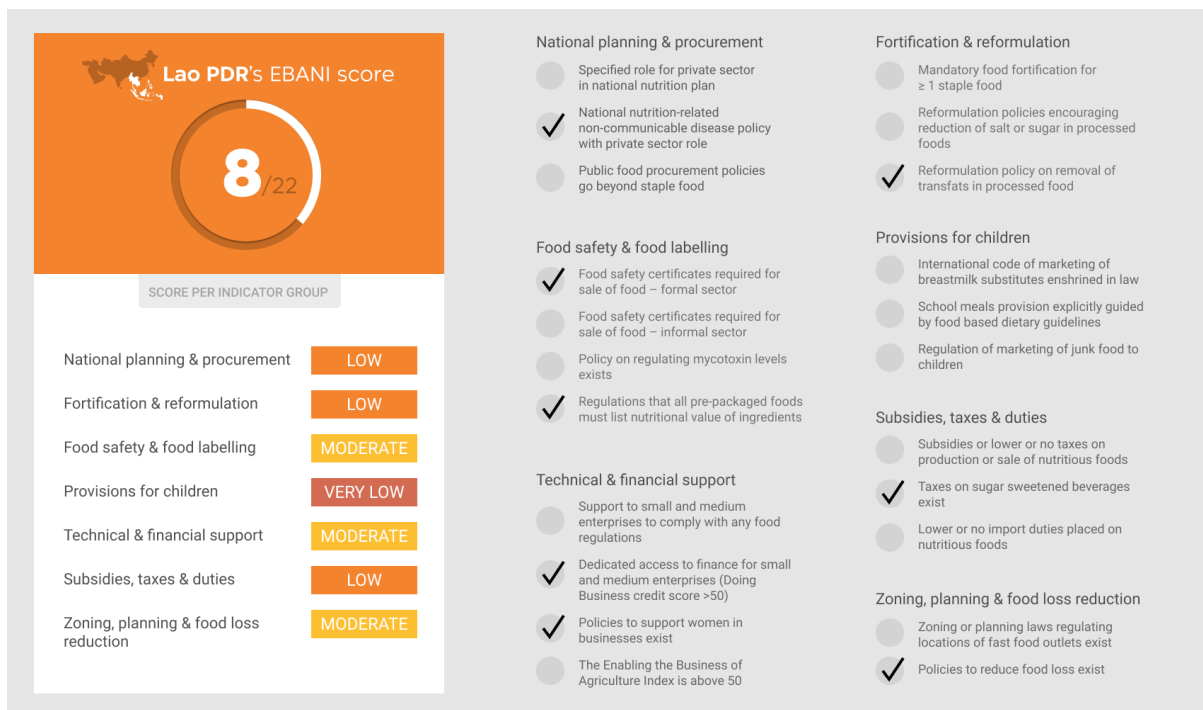 Lao PDR's EBANI score
8/22
SCORE PER INDICATOR GROUP
National planning & procurement LOW
Fortification & reformulation LOW
Food safety & food labelling MODERATE
Provisions for children VERY LOW
Technical & financial support MODERATE
Subsidies, taxes & duties LOW
Zoning, planning & food loss
reduction
MODERATE
National planning & procurement
Specified role for private sector
in national nutrition plan
National nutrition-related
non-communicable disease policy
with private sector role
Public food procurement policies
go beyond staple food
Food safety & food labelling
Food safety certificates required for
sale of food – formal sector
Food safety certificates required for
sale of food – informal sector
Policy on regulating mycotoxin levels
exists
Regulations that all pre-packaged foods
must list nutritional value of ingredients
Technical & financial support
Support to small and medium
enterprises to comply with any food
regulations
Dedicated access to finance for small
and medium enterprises (Doing
Business credit score >50)
Policies to support women in
businesses exist
The Enabling the Business of
Agriculture Index is above 50
Fortification & reformulation
Mandatory food fortification for
≥ 1 staple food
Reformulation policies encouraging
reduction of salt or sugar in processed
foods
Reformulation policy on removal of
transfats in processed food
Provisions for children
International code of marketing of
breastmilk substitutes enshrined in law
School meals provision explicitly guided
by food based dietary guidelines
Regulation of marketing of junk food to
children
Subsidies, taxes & duties
Subsidies or lower or no taxes on
production or sale of nutritious foods
Taxes on sugar sweetened beverages
exist
Lower or no import duties placed on
nutritious foods
Zoning, planning & food loss reduction
Zoning or planning laws regulating
locations of fast food outlets exist
Policies to reduce food loss exist